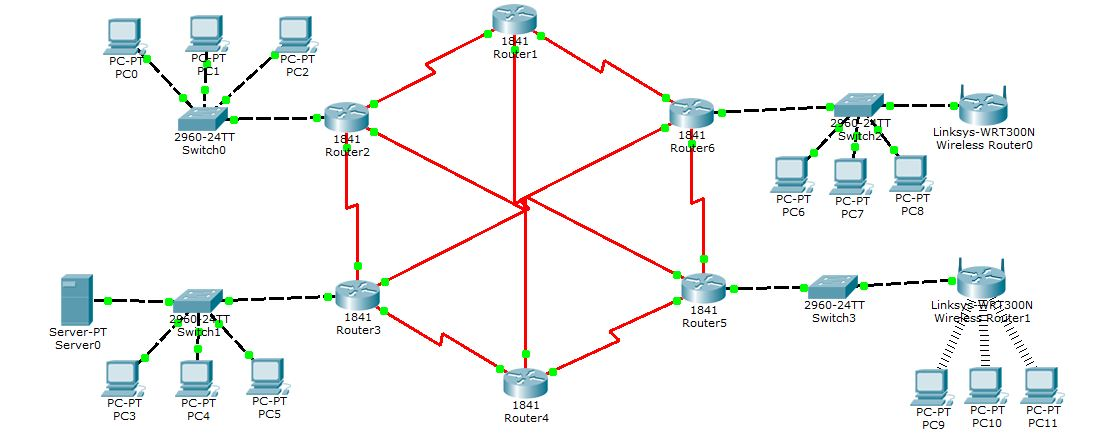 1841
Router1
PC-PT
PC0
PC-PT
PC1
PC-PT
PC2
2960-24TT
Switch0
1841
Router2
1841
Router6
2960-24TT
Switch2
Linksys-WRT300N
Wireless Router0
PC-PT
PC6
PC-PT
PC7
PC-PT
PC8
Server-PT
Server0
2960-24TT
Switch1
1841
Router3
1841
Router5
2960-24TT
Switch3
Linksys-WRT300N
Wireless Router1
PC-PT
PC3
PC-PT
PC4
PC-PT
PC5
1841
Router4
PC-PT
PC9
PC-PT
PC10
PC-PT
PC11